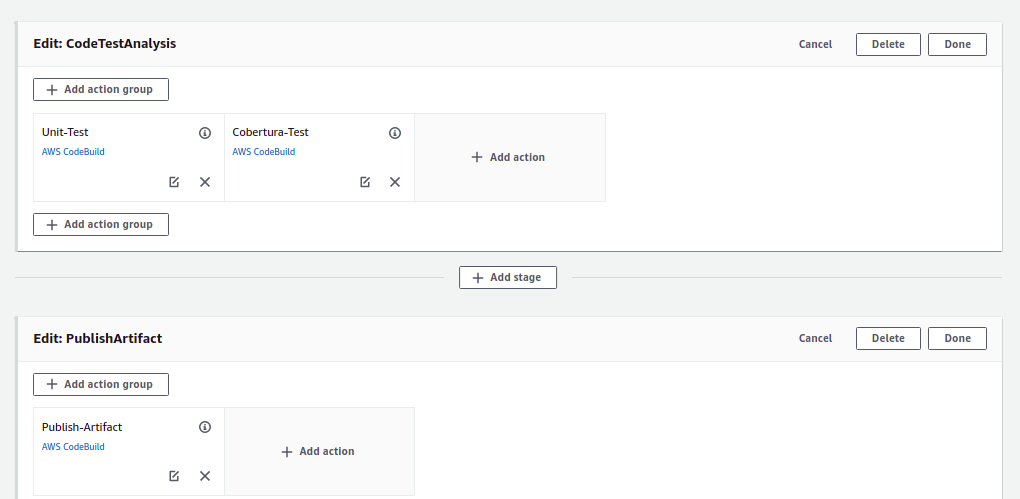 Edit: CodeTestAnalysis
Cancel
Delete
Done
Add action group
Unit-Test
AWS CodeBuild
Cobertura-Test
AWS CodeBuild
Add action
Add action group
Add stage
Edit: PublishArtifact
Cancel
Delete
Done
Add action group
Publish-Artifact
AWS CodeBuild
Add action